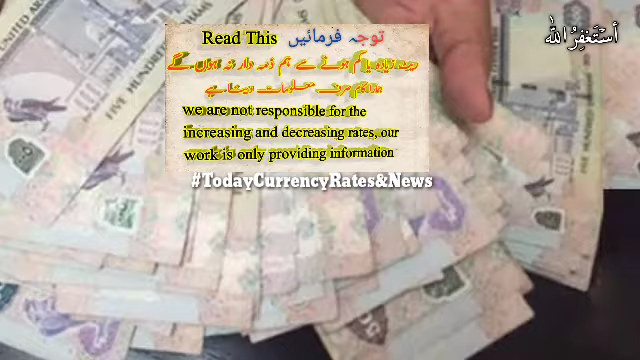 أستغفر الله
Read This توجہ فرمائیں
ریٹ زیادہ یا کم ہونے سے ہم ذمہ دار نہ ہوں گے
ہمارا کام صرف معلومات دینا ہے
we are not responsible for the
increasing and decreasing rates, our
work is only providing information
#TodayCurrencyRates&News
FIVE HUNDRED